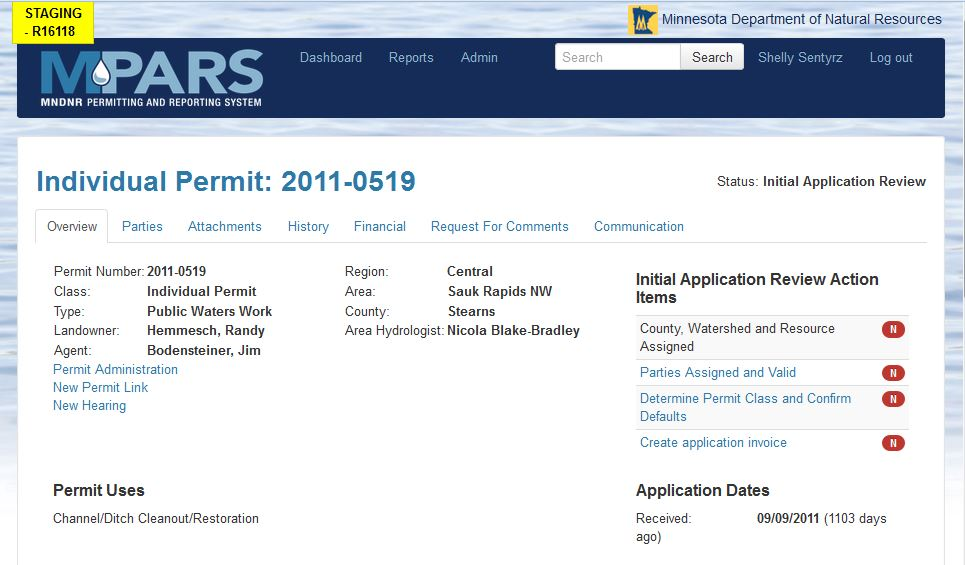 STAGING
- R16118
Minnesota Department of Natural Resources
MPARS
MNDNR PERMITTING AND REPORTING SYSTEM
Dashboard Reports Admin Search Search Shelly Sentyrz Log out
Individual Permit: 2011-0519
Status: Initial Application Review
Overview Parties Attachments History Financial Request For Comments Communication
Permit Number: 2011-0519
Class: Individual Permit
Type: Public Waters Work
Landowner: Hemmesch, Randy
Agent: Bodensteiner, Jim
Permit Administration
New Permit Link
New Hearing
Region: Central
Area: Sauk Rapids NW
County: Stearns
Area Hydrologist: Nicola Blake-Bradley
Initial Application Review Action
Items
County, Watershed and Resource N
Assigned
Parties Assigned and Valid N
Determine Permit Class and Confirm N
Defaults
Create application invoice N
Permit Uses
Channel/Ditch Cleanout/Restoration
Application Dates
Received: 09/09/2011 (1103 days
ago)